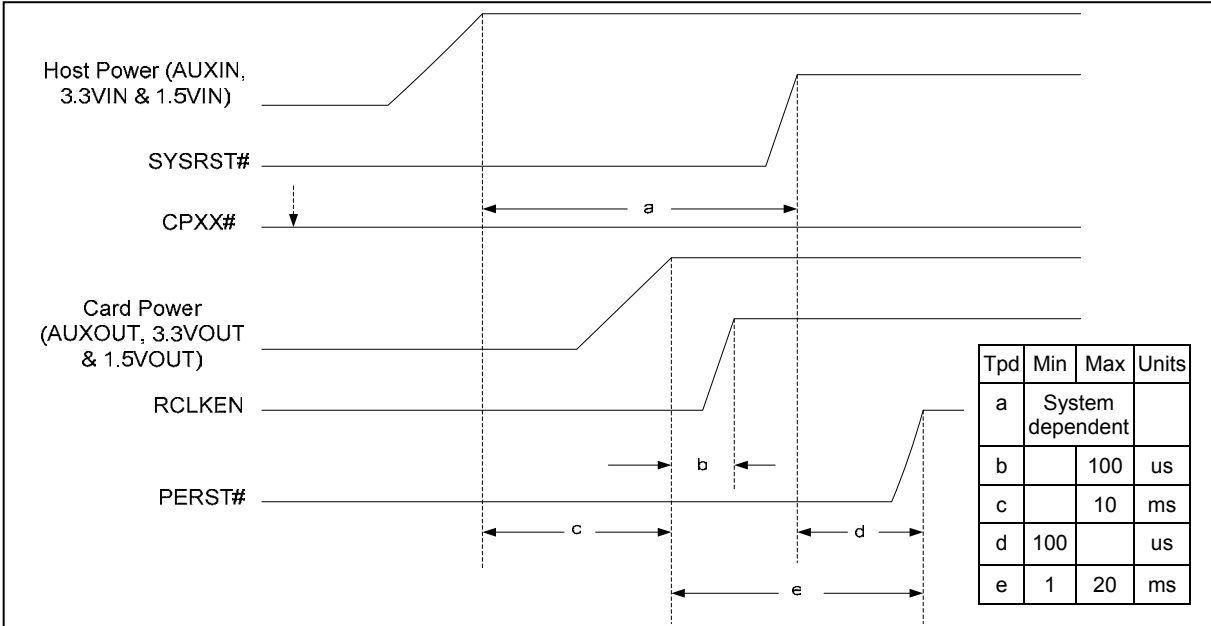 Host Power (AUXIN,
3.3VIN & 1.5VIN)
SYSRST#
a
CPXX#
Card Power
(AUXOUT, 3.3VOUT
& 1.5VOUT)
RCLKEN
b
PERST#
c
d
e
Tpd Min Max Units
a System
dependent
b 100 us
c 10 ms
d 100 us
e 1 20 ms